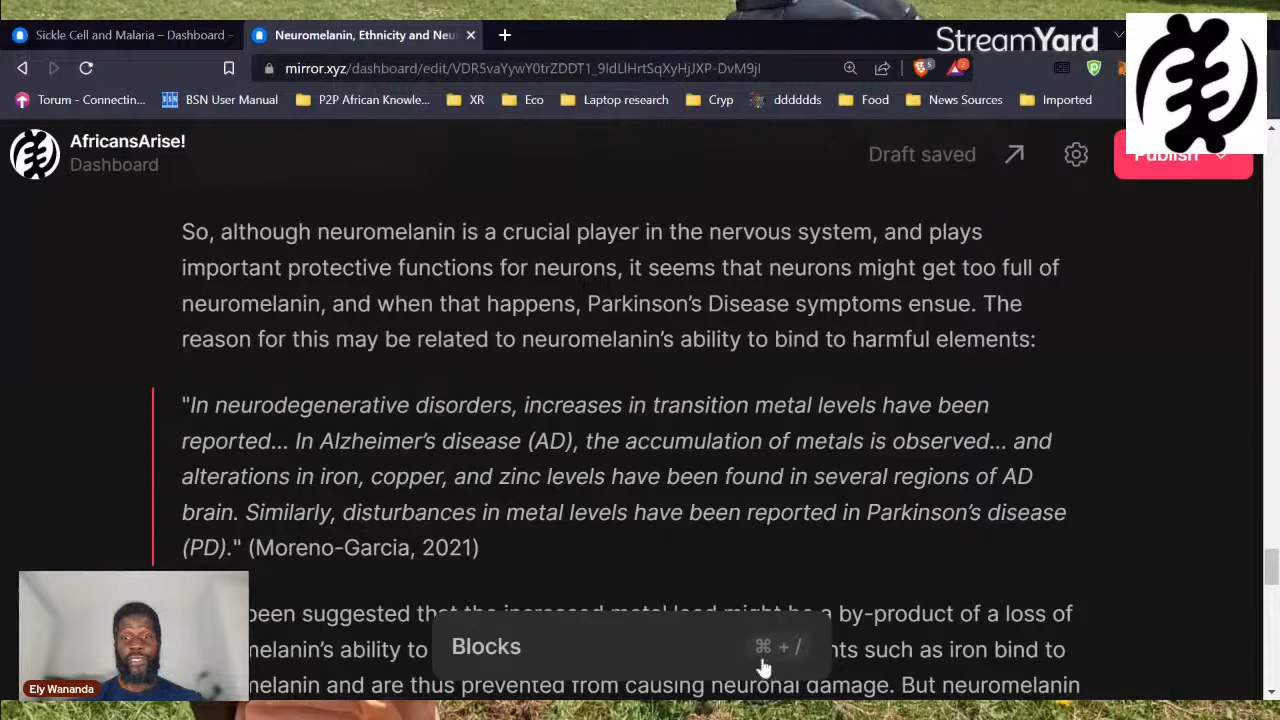 StreamYard
Sickle Cell and Malaria – Dashboard –
Neuromelanin, Ethnicity and Neur
mirror.xyz/dashboard/edit/VDR5vaYywY0trZDDT1_9ldLlHrtSqXyHjJXP-DvM9jI
5
2
Torum - Connectin...
BSN User Manual
P2P African Knowle...
XR
Eco
Laptop research
Cryp
dddddds
Food
News Sources
Imported
AfricansArise!
Dashboard
Draft saved
Publish
So, although neuromelanin is a crucial player in the nervous system, and plays
important protective functions for neurons, it seems that neurons might get too full of
neuromelanin, and when that happens, Parkinson's Disease symptoms ensue. The
reason for this may be related to neuromelanin's ability to bind to harmful elements:
"In neurodegenerative disorders, increases in transition metal levels have been
reported... In Alzheimer's disease (AD), the accumulation of metals is observed... and
alterations in iron, copper, and zinc levels have been found in several regions of AD
brain. Similarly, disturbances in metal levels have been reported in Parkinson's disease
(PD)." (Moreno-Garcia, 2021)
been suggested that the increased metal load might be a by-product of a loss of
melanin's ability to
nts such as iron bind to
melanin and are thus prevented from causing neuronal damage. But neuromelanin
Blocks
⌘ + /
Ely Wananda